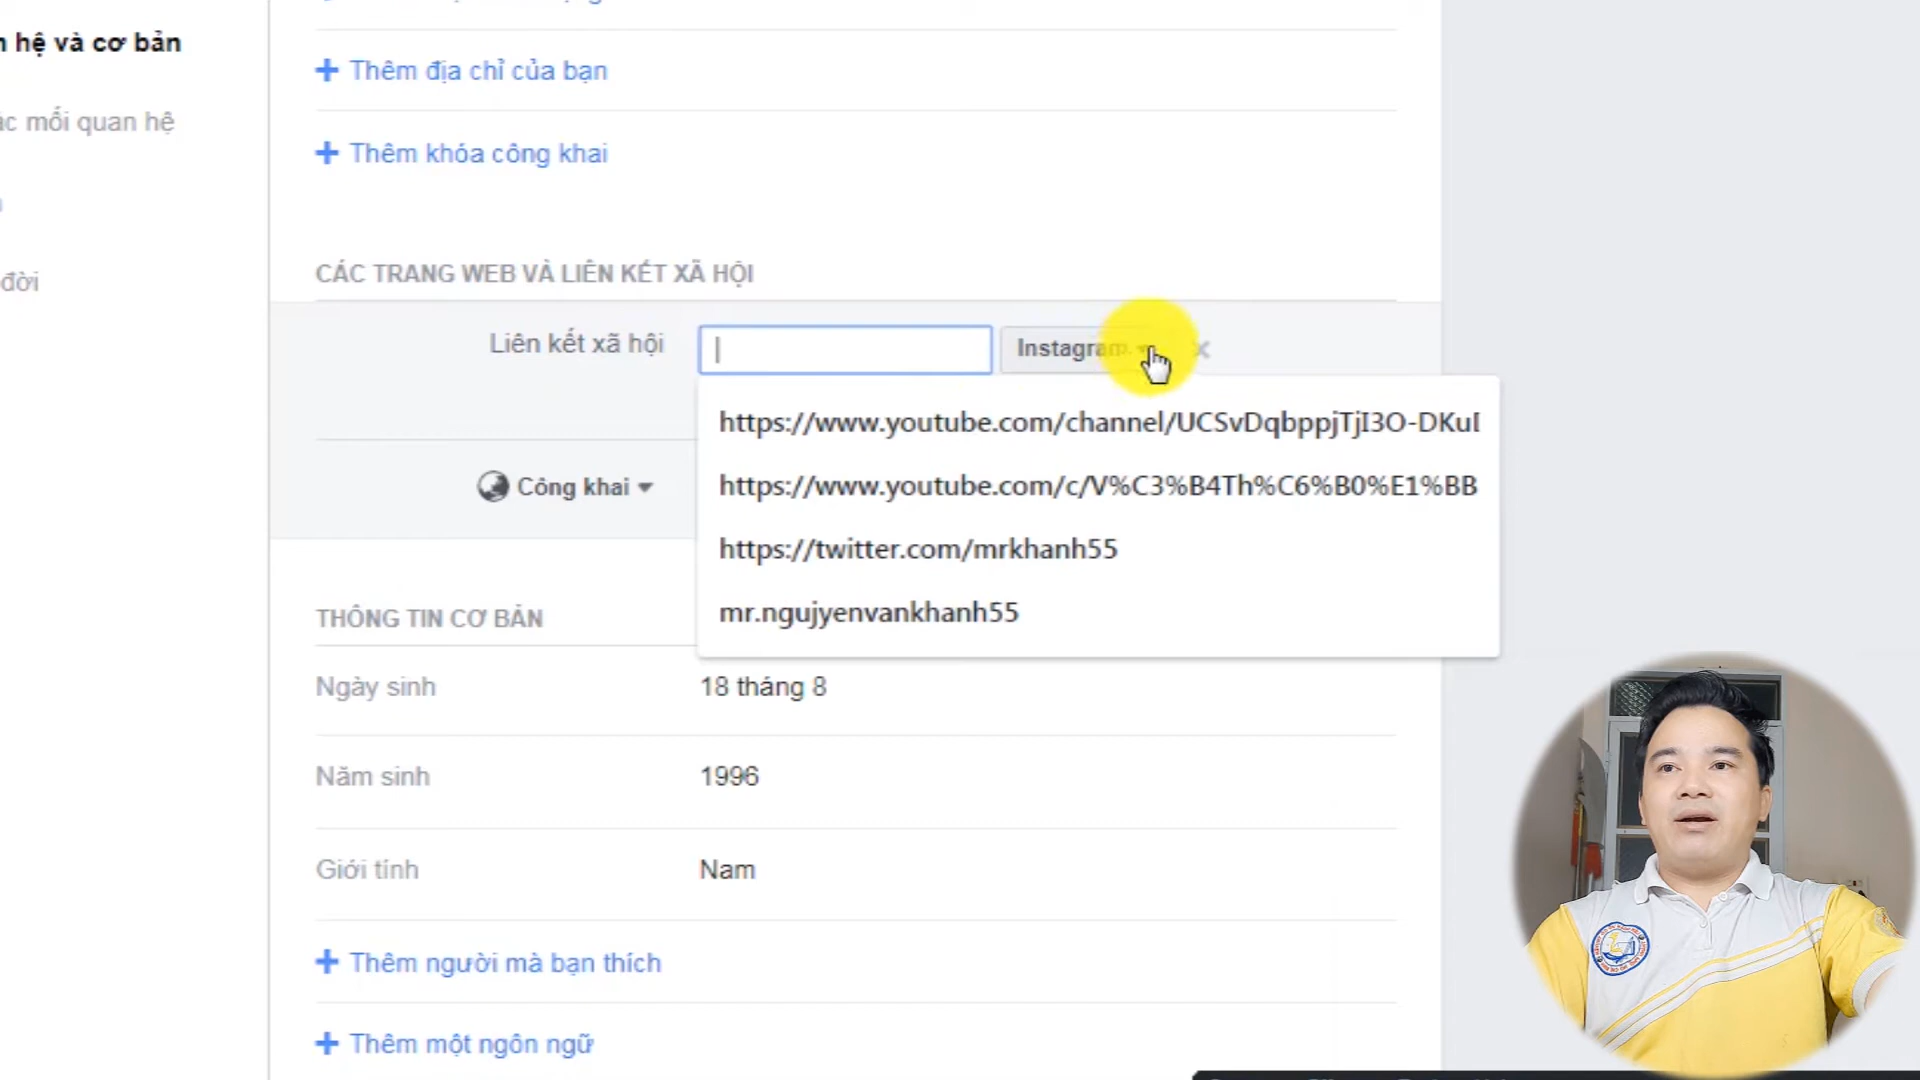 hệ và cơ bản
mối quan hệ
đời
Thêm địa chỉ của bạn
Thêm khóa công khai
CÁC TRANG WEB VÀ LIÊN KẾT XÃ HỘI
Liên kết xã hội
Instagram
https://www.youtube.com/channel/UCSvDqbppjTjI3O-DKuI
https://www.youtube.com/c/V%C3%B4Th%C6%B0%E1%BB
https://twitter.com/mrkhanh55
mr.ngujyenvankhanh55
Công khai
THÔNG TIN CƠ BẢN
Ngày sinh 18 tháng 8
Năm sinh 1996
Giới tính Nam
Thêm người mà bạn thích
Thêm một ngôn ngữ